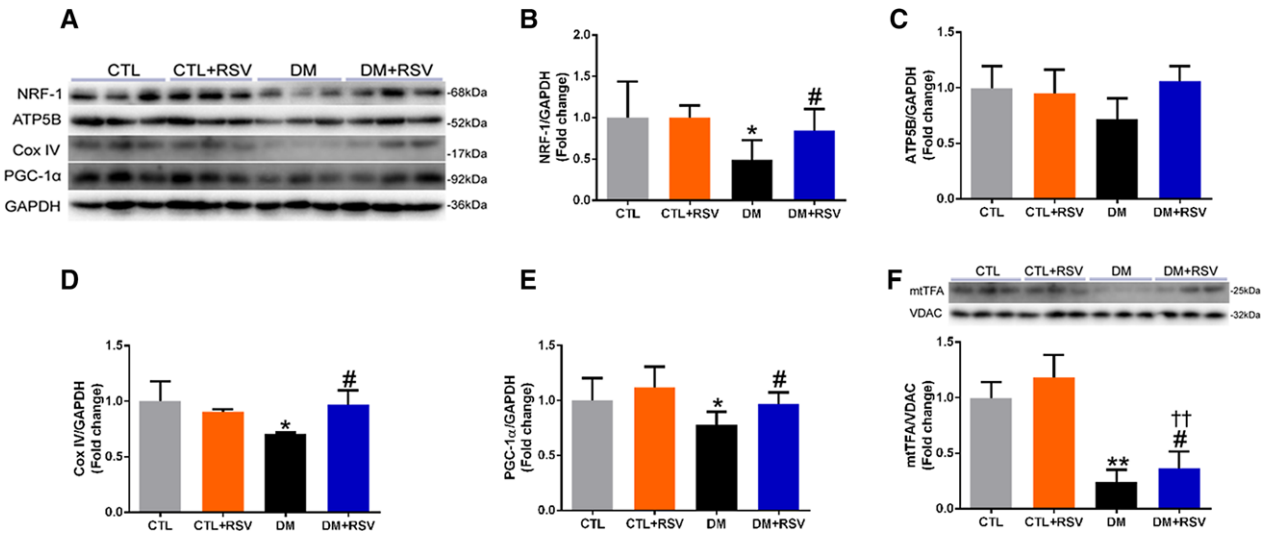 A
CTL CTL+RSV DM DM+RSV
NRF-1 -68kDa
ATP5B -52kDa
Cox IV -17kDa
PGC-1α -92kDa
GAPDH -36kDa
B
NRF-1/GAPDH
(Fold change)
2.0
1.5
1.0
0.5
0.0
*
#
CTL CTL+RSV DM DM+RSV
C
ATP5B/GAPDH
(Fold change)
1.5
1.0
0.5
0.0
CTL CTL+RSV DM DM+RSV
D
Cox IV/GAPDH
(Fold change)
1.5
1.0
0.5
0.0
*
#
CTL CTL+RSV DM DM+RSV
E
PGC-1α/GAPDH
(Fold change)
1.5
1.0
0.5
0.0
*
#
CTL CTL+RSV DM DM+RSV
F
CTL CTL+RSV DM DM+RSV
mtTFA -25kDa
VDAC -32kDa
mtTFA/VDAC
(Fold change)
1.5
1.0
0.5
0.0
**
††
#
CTL CTL+RSV DM DM+RSV